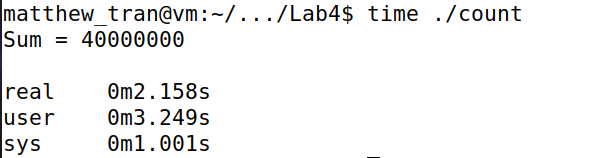 matthew_tran@vm:~/.../Lab4$ time ./count
Sum = 40000000
real    0m2.158s
user    0m3.249s
sys     0m1.001s